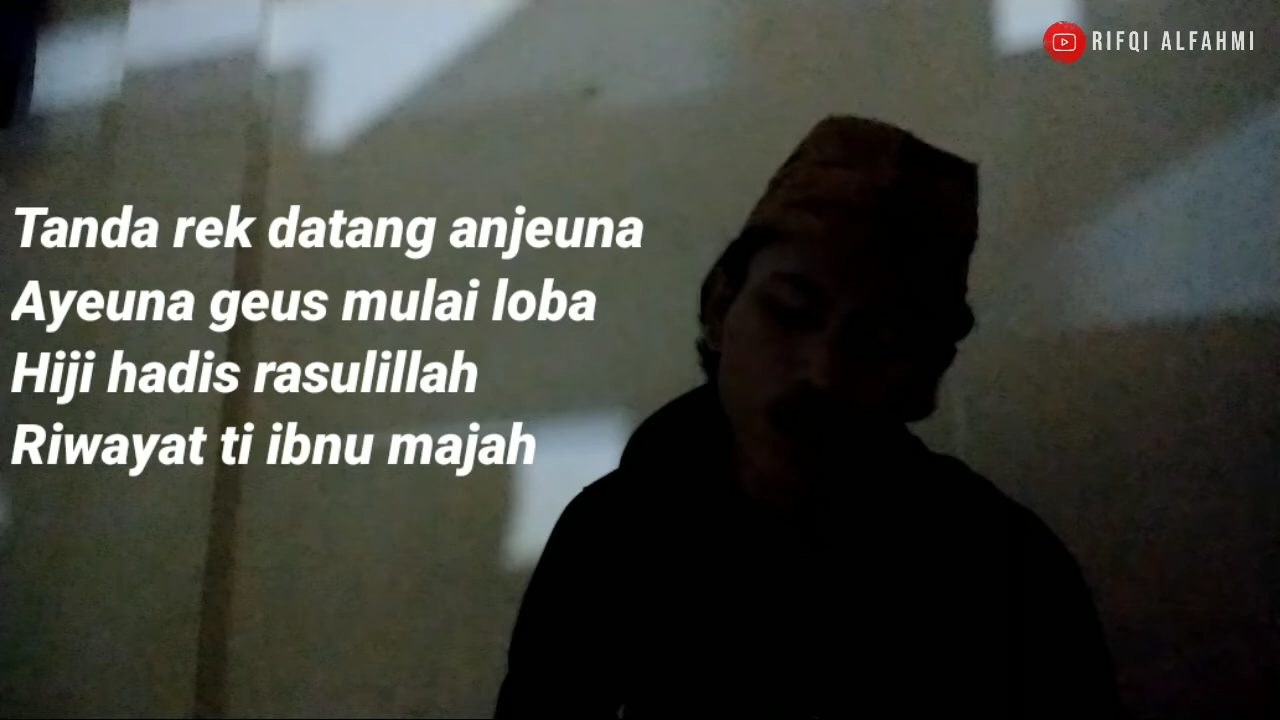 RIFQI ALFAHMI
Tanda rek datang anjeuna
Ayeuna geus mulai loba
Hiji hadis rasulillah
Riwayat ti ibnu majah